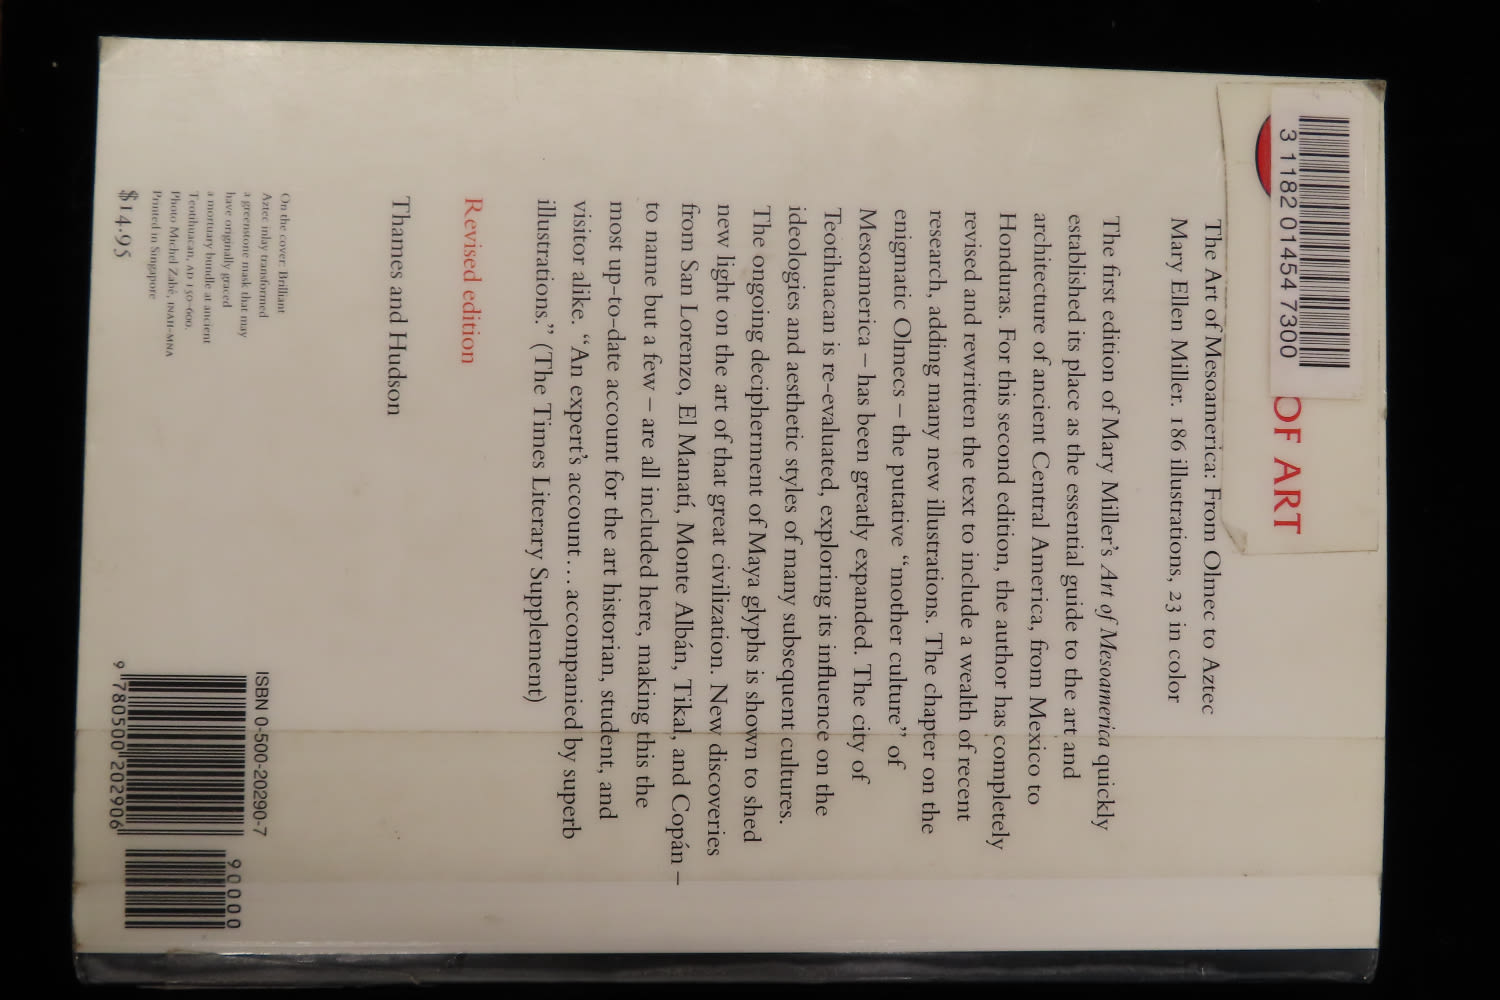 3 1182 01454 7300
OF ART
The Art of Mesoamerica: From Olmec to Aztec
Mary Ellen Miller. 186 illustrations, 23 in color
The first edition of Mary Miller's Art of Mesoamerica quickly
established its place as the essential guide to the art and
architecture of ancient Central America, from Mexico to
Honduras. For this second edition, the author has completely
revised and rewritten the text to include a wealth of recent
research, adding many new illustrations. The chapter on the
enigmatic Olmecs – the putative “mother culture” of
Mesoamerica – has been greatly expanded. The city of
Teotihuacan is re-evaluated, exploring its influence on the
ideologies and aesthetic styles of many subsequent cultures.
The ongoing decipherment of Maya glyphs is shown to shed
new light on the art of that great civilization. New discoveries
from San Lorenzo, El Manatí, Monte Albán, Tikal, and Copán –
to name but a few – are all included here, making this the
most up-to-date account for the art historian, student, and
visitor alike. “An expert's account… accompanied by superb
illustrations.” (The Times Literary Supplement)
Revised edition
Thames and Hudson
On the cover: Brilliant
Aztec inlay transformed
a greenstone mask that may
have originally graced
a mortuary bundle at ancient
Teotihuacan, AD 150-600.
Photo Michel Zabé, INAH-MNA
Printed in Singapore
$14.95
ISBN 0-500-20290-7
90000
9 780500 202906